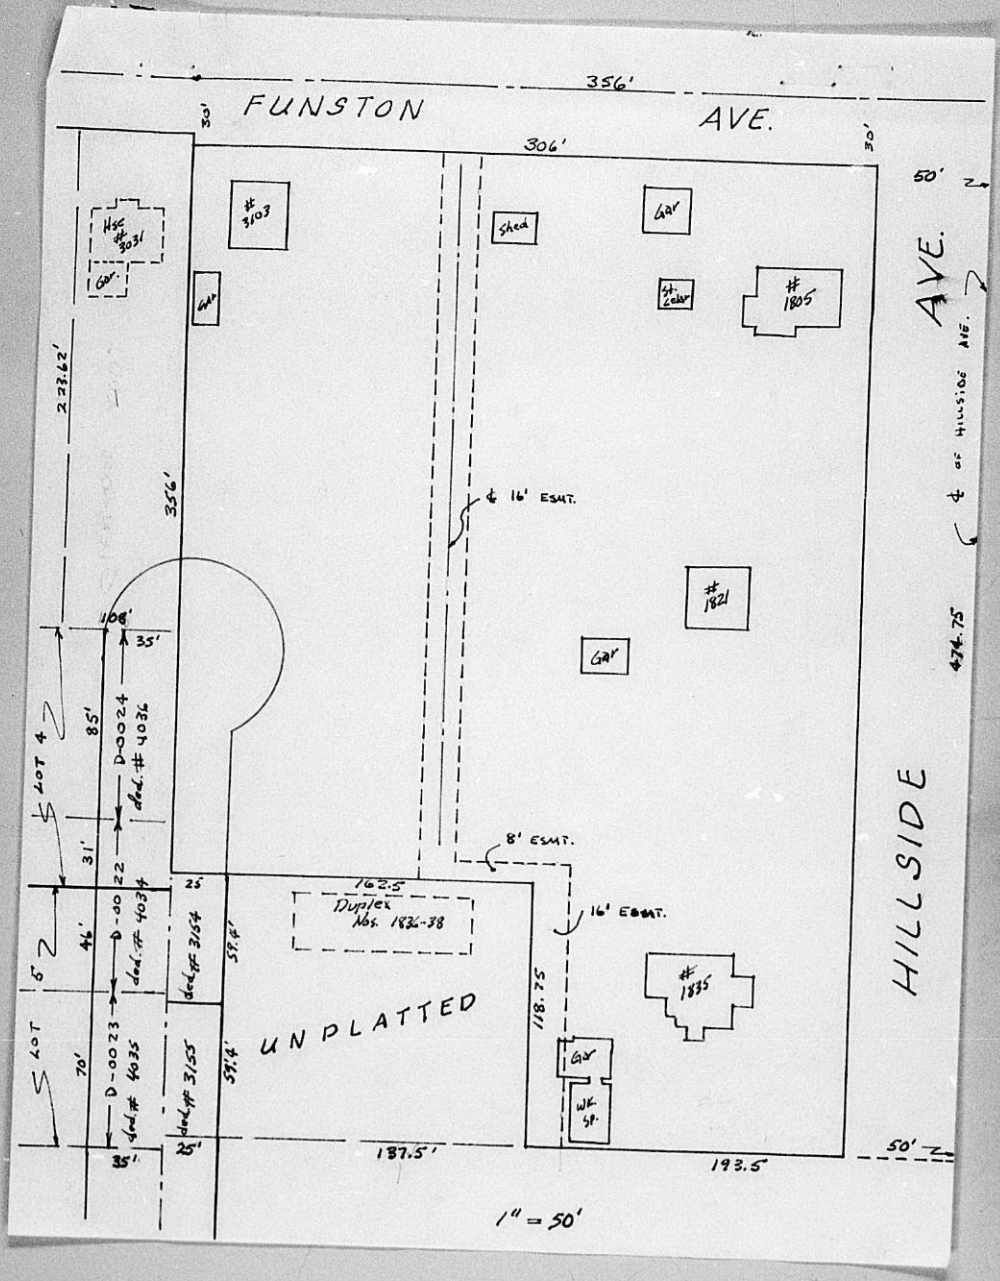 356'
FUNSTON AVE.
30'
30'
306'
50'
Hse
#
3031
Gar.
#
3103
Gar
Shed
Gar
St.
Cellar
#
1805
AVE.
℄ OF HILLSIDE AVE.
223.62'
356'
℄ 16' ESMT.
#
1821
Gar
474.75
108'
35'
LOT 4
85'
D-0024
ded. # 4036
31'
D-0022
ded. # 4034
8' ESMT.
HILLSIDE
25'
162.5
Duplex
Nos. 1836-38
16' ESMT.
LOT 5
46'
ded. # 3154
59.4'
118.75
#
1835
UNPLATTED
70'
D-0023
ded. # 4035
ded. # 3155
59.4'
Gar
WK.
SP.
35'
25'
137.5'
193.5
50'
1" = 50'